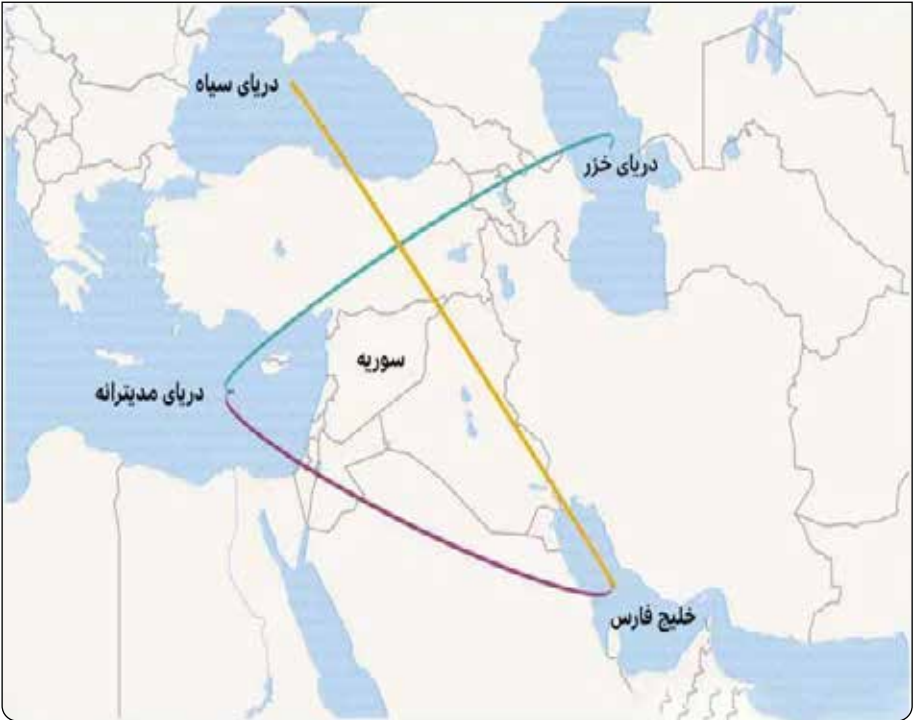 دریای سیاه
دریای خزر
سوریه
دریای مدیترانه
خلیج فارس